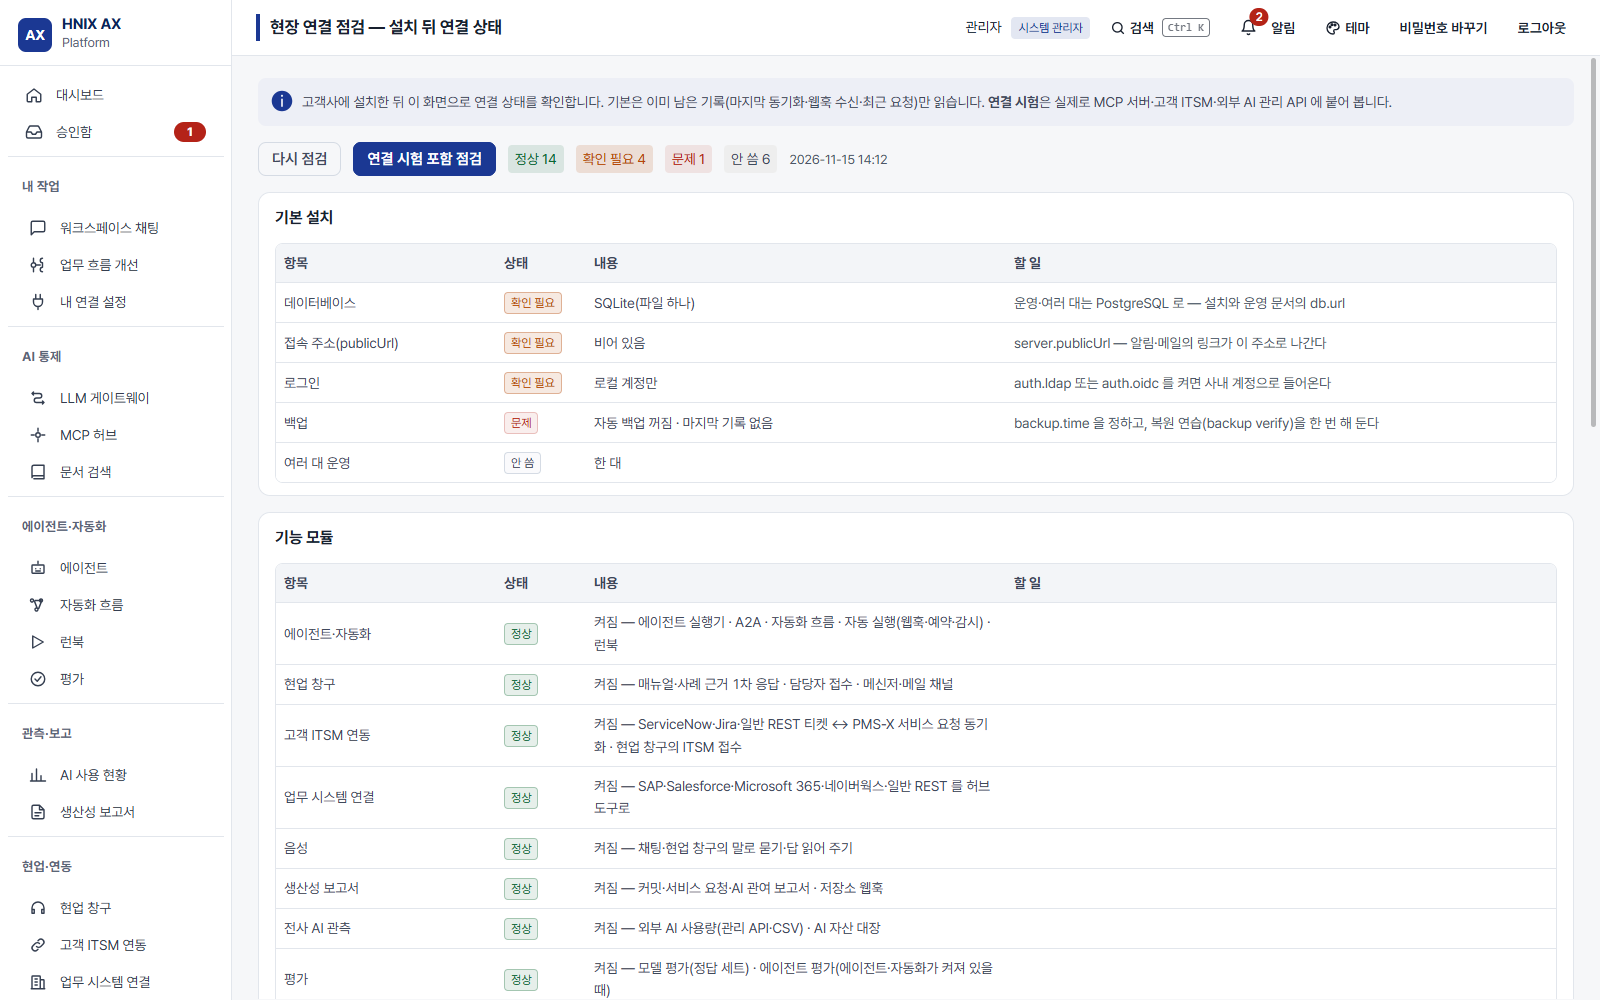 AX
HNIX AX
Platform
대시보드
승인함
1
내 작업
워크스페이스 채팅
업무 흐름 개선
내 연결 설정
AI 통제
LLM 게이트웨이
MCP 허브
문서 검색
에이전트·자동화
에이전트
자동화 흐름
런북
평가
관측·보고
AI 사용 현황
생산성 보고서
현업·연동
현업 창구
고객 ITSM 연동
업무 시스템 연결
현장 연결 점검 — 설치 뒤 연결 상태
관리자
시스템 관리자
검색
Ctrl K
2
알림
테마
비밀번호 바꾸기
로그아웃
고객사에 설치한 뒤 이 화면으로 연결 상태를 확인합니다. 기본은 이미 남은 기록(마지막 동기화·웹훅 수신·최근 요청)만 읽습니다. 연결 시험은 실제로 MCP 서버·고객 ITSM·외부 AI 관리 API 에 붙어 봅니다.
다시 점검
연결 시험 포함 점검
정상 14
확인 필요 4
문제 1
안 씀 6
2026-11-15 14:12
기본 설치
항목 상태 내용 할 일
데이터베이스 확인 필요 SQLite(파일 하나) 운영·여러 대는 PostgreSQL 로 — 설치와 운영 문서의 db.url
접속 주소(publicUrl) 확인 필요 비어 있음 server.publicUrl — 알림·메일의 링크가 이 주소로 나간다
로그인 확인 필요 로컬 계정만 auth.ldap 또는 auth.oidc 를 켜면 사내 계정으로 들어온다
백업 문제 자동 백업 꺼짐 · 마지막 기록 없음 backup.time 을 정하고, 복원 연습(backup verify)을 한 번 해 둔다
여러 대 운영 안 씀 한 대
기능 모듈
항목 상태 내용 할 일
에이전트·자동화 정상 켜짐 — 에이전트 실행기 · A2A · 자동화 흐름 · 자동 실행(웹훅·예약·감시) ·
런북
현업 창구 정상 켜짐 — 매뉴얼·사례 근거 1차 응답 · 담당자 접수 · 메신저·메일 채널
고객 ITSM 연동 정상 켜짐 — ServiceNow·Jira·일반 REST 티켓 ↔ PMS-X 서비스 요청 동기
화 · 현업 창구의 ITSM 접수
업무 시스템 연결 정상 켜짐 — SAP·Salesforce·Microsoft 365·네이버웍스·일반 REST 를 허브
도구로
음성 정상 켜짐 — 채팅·현업 창구의 말로 묻기·답 읽어 주기
생산성 보고서 정상 켜짐 — 커밋·서비스 요청·AI 관여 보고서 · 저장소 웹훅
전사 AI 관측 정상 켜짐 — 외부 AI 사용량(관리 API·CSV) · AI 자산 대장
평가 정상 켜짐 — 모델 평가(정답 세트) · 에이전트 평가(에이전트·자동화가 켜져 있을
때)